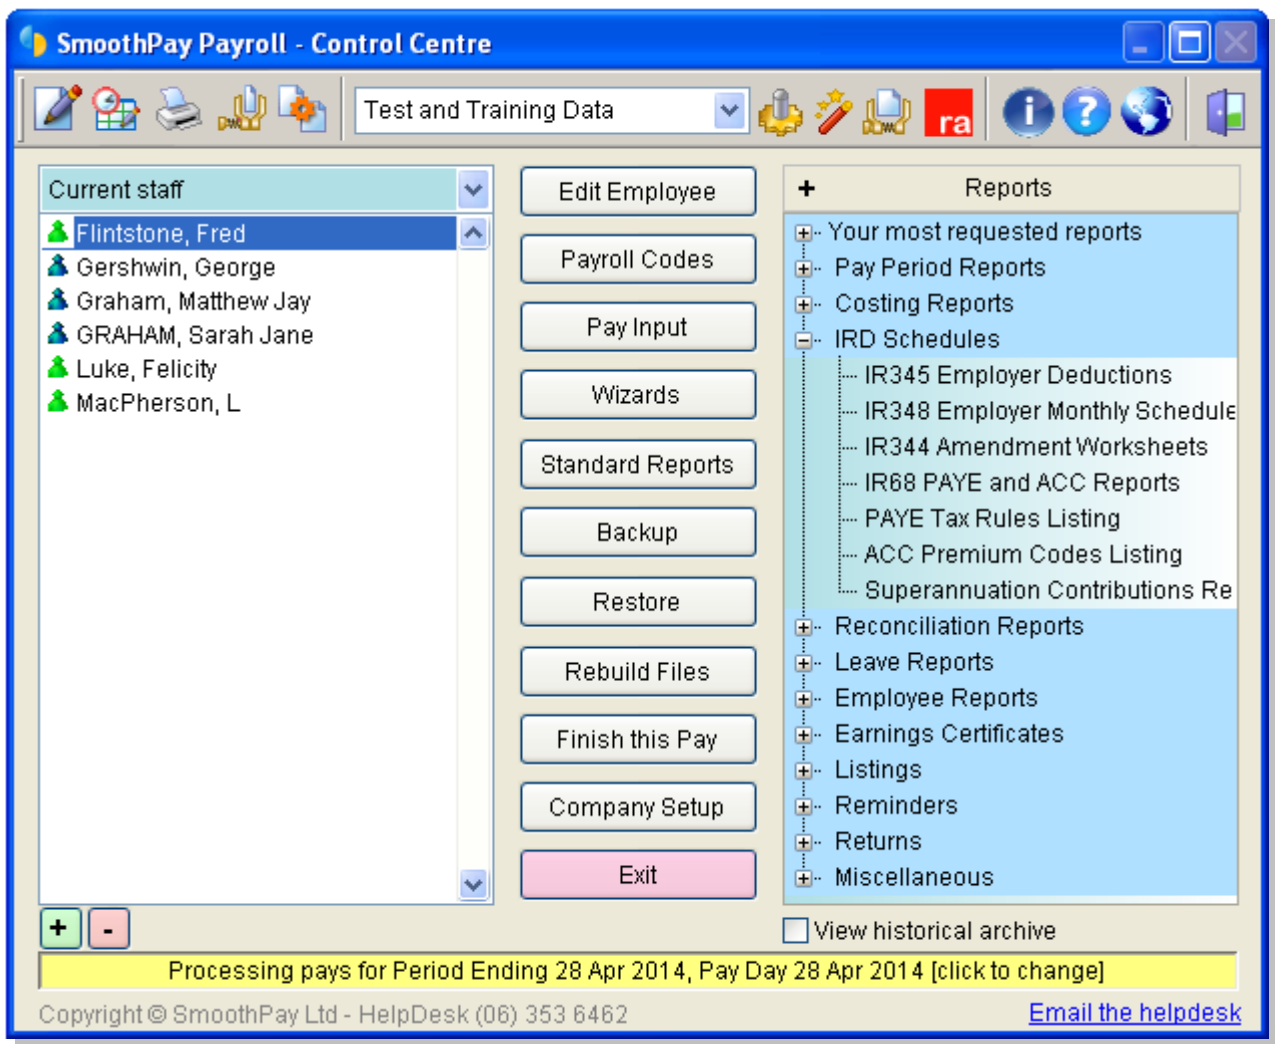 SmoothPay Payroll - Control Centre
Test and Training Data
ra
Current staff
Flintstone, Fred
Gershwin, George
Graham, Matthew Jay
GRAHAM, Sarah Jane
Luke, Felicity
MacPherson, L
+ -
Edit Employee
Payroll Codes
Pay Input
Wizards
Standard Reports
Backup
Restore
Rebuild Files
Finish this Pay
Company Setup
Exit
+ Reports
Your most requested reports
Pay Period Reports
Costing Reports
IRD Schedules
IR345 Employer Deductions
IR348 Employer Monthly Schedule
IR344 Amendment Worksheets
IR68 PAYE and ACC Reports
PAYE Tax Rules Listing
ACC Premium Codes Listing
Superannuation Contributions Re
Reconciliation Reports
Leave Reports
Employee Reports
Earnings Certificates
Listings
Reminders
Returns
Miscellaneous
View historical archive
Processing pays for Period Ending 28 Apr 2014, Pay Day 28 Apr 2014 [click to change]
Copyright © SmoothPay Ltd - HelpDesk (06) 353 6462
Email the helpdesk